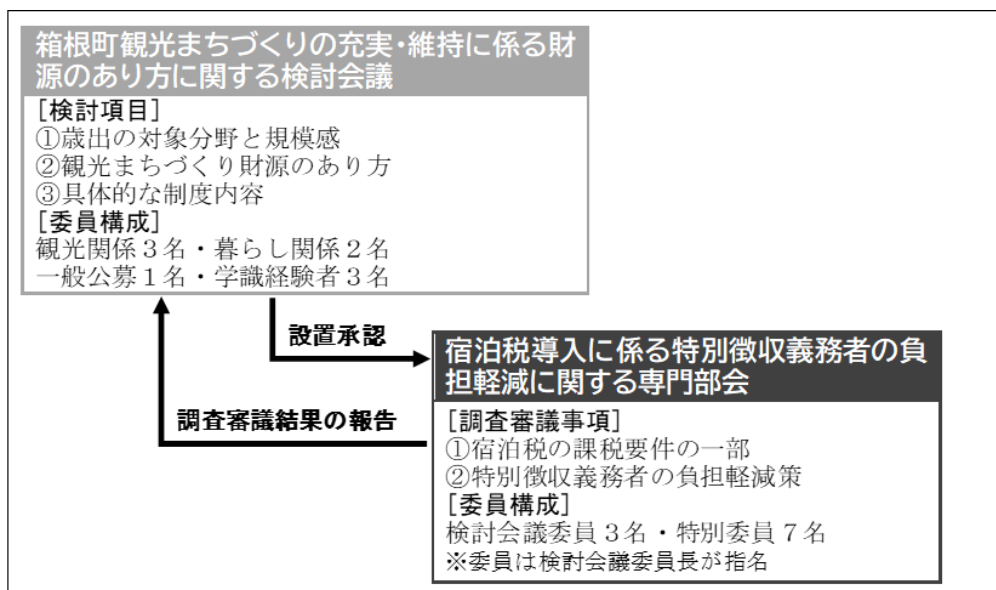 箱根町観光まちづくりの充実・維持に係る財
源のあり方に関する検討会議
［検討項目］
①歳出の対象分野と規模感
②観光まちづくり財源のあり方
③具体的な制度内容
［委員構成］
観光関係３名・暮らし関係２名
一般公募１名・学識経験者３名
設置承認
調査審議結果の報告
宿泊税導入に係る特別徴収義務者の負
担軽減に関する専門部会
［調査審議事項］
①宿泊税の課税要件の一部
②特別徴収義務者の負担軽減策
［委員構成］
検討会議委員３名・特別委員７名
※委員は検討会議委員長が指名